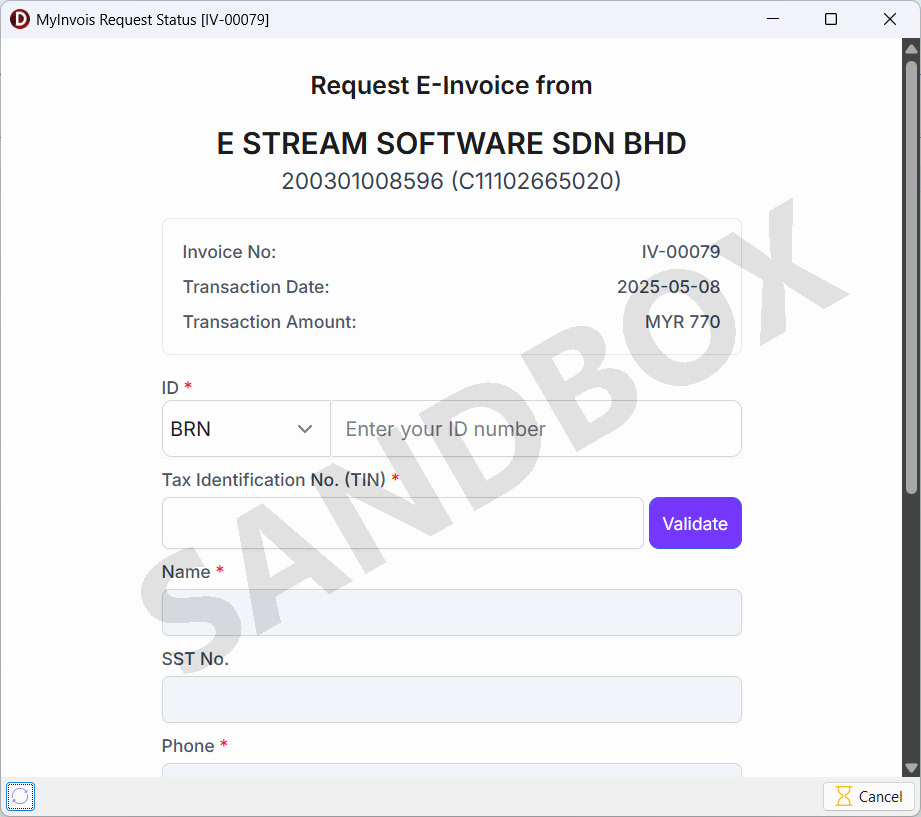 MyInvois Request Status [IV-00079]
Request E-Invoice from
E STREAM SOFTWARE SDN BHD
200301008596 (C11102665020)
Invoice No: IV-00079
Transaction Date: 2025-05-08
Transaction Amount: MYR 770
ID *
BRN Enter your ID number
Tax Identification No. (TIN) *
Validate
Name *
SST No.
Phone *
SANDBOX
Cancel